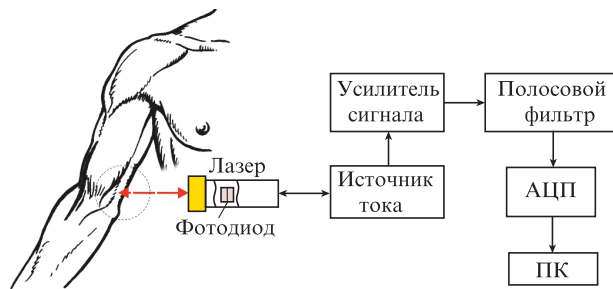 Усилитель
сигнала
Полосовой
фильтр
Лазер
Фотодиод
Источник
тока
АЦП
ПК